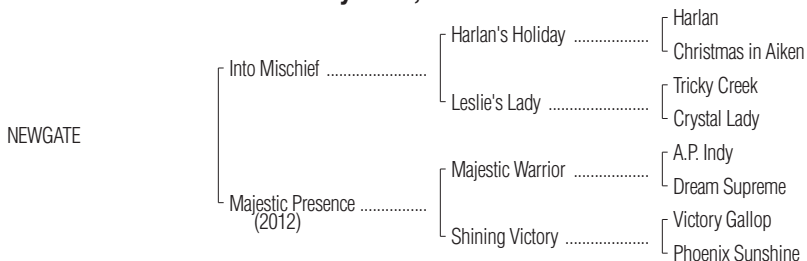 Harlan
Harlan's Holiday ...................
Christmas in Aiken
Into Mischief ........................
Tricky Creek
Leslie's Lady ........................
Crystal Lady
NEWGATE
A.P. Indy
Majestic Warrior ..................
Dream Supreme
Majestic Presence ................
(2012)
Victory Gallop
Shining Victory ....................
Phoenix Sunshine